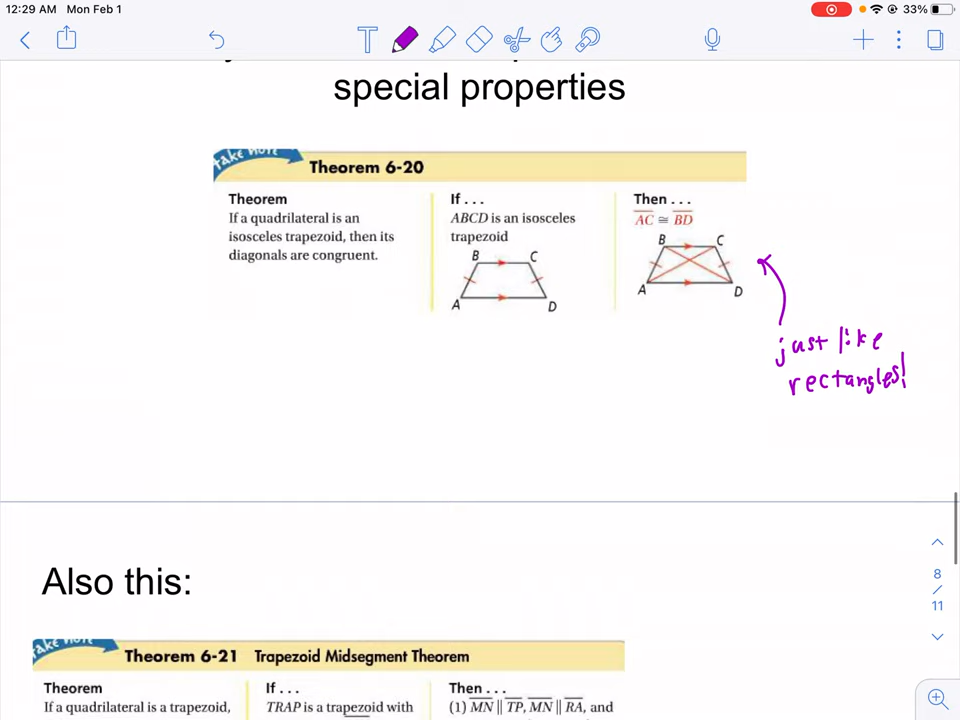 12:29 AM Mon Feb 1
33%
T
special properties
take note
Theorem 6-20
Theorem
If a quadrilateral is an
isosceles trapezoid, then its
diagonals are congruent.
If . . .
ABCD is an isosceles
trapezoid
B C
A D
Then . . .
AC ≅ BD
B C
A D
just like
rectangles!
Also this:
8
/
11
take note
Theorem 6-21 Trapezoid Midsegment Theorem
Theorem
If a quadrilateral is a trapezoid,
If . . .
TRAP is a trapezoid with
Then . . .
(1) MN || TP, MN || RA, and